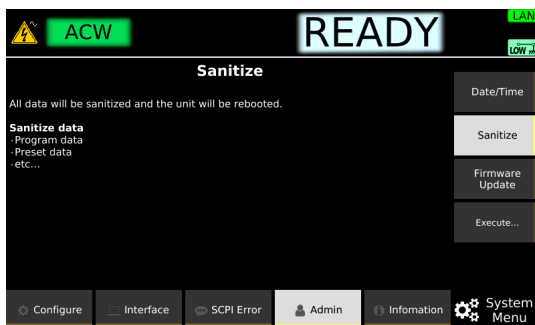 ACW
READY
LAN
LOW
Sanitize
All data will be sanitized and the unit will be rebooted.
Sanitize data
·Program data
·Preset data
·etc...
Date/Time
Sanitize
Firmware
Update
Execute...
Configure
Interface
SCPI Error
Admin
Infomation
System
Menu